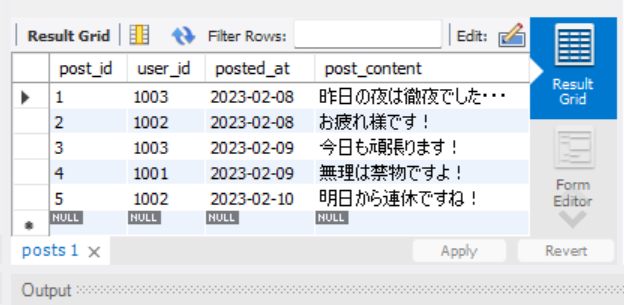 Result Grid Filter Rows: Edit:
post_id user_id posted_at post_content
1 1003 2023-02-08 昨日の夜は徹夜でした・・・
2 1002 2023-02-08 お疲れ様です！
3 1003 2023-02-09 今日も頑張ります！
4 1001 2023-02-09 無理は禁物ですよ！
5 1002 2023-02-10 明日から連休ですね！
NULL NULL NULL NULL
Result
Grid
Form
Editor
posts 1 Apply Revert
Output